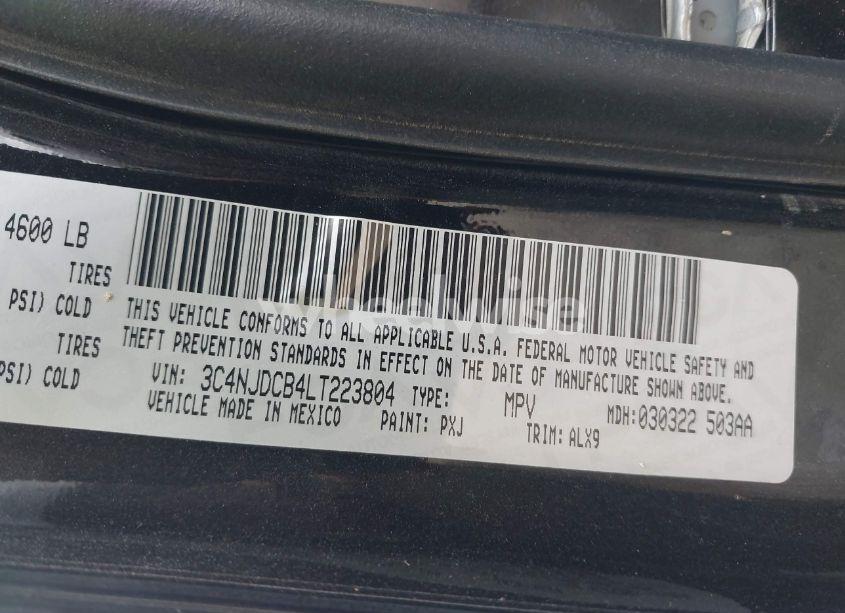 4600 LB
TIRES
PSI) COLD
TIRES
PSI) COLD
THIS VEHICLE CONFORMS TO ALL APPLICABLE U.S.A. FEDERAL MOTOR VEHICLE SAFETY AND
THEFT PREVENTION STANDARDS IN EFFECT ON THE DATE OF MANUFACTURE SHOWN ABOVE.
VIN: 3C4NJDCB4LT223804 TYPE: MPV MDH: 030322 503AA
VEHICLE MADE IN MEXICO PAINT: PXJ TRIM: ALX9
wheelwise